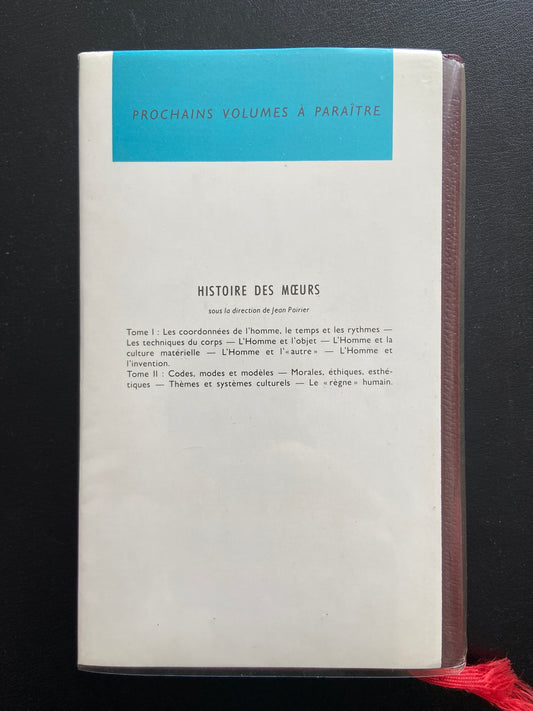 PROCHAINS VOLUMES À PARAÎTRE
HISTOIRE DES MŒURS
sous la direction de Jean Poirier
Tome I : Les coordonnées de l'homme, le temps et les rythmes —
Les techniques du corps — L'Homme et l'objet — L'Homme et la
culture matérielle — L'Homme et l'«autre» — L'Homme et
l'invention.
Tome II : Codes, modes et modèles — Morales, éthiques, esthé-
tiques — Thèmes et systèmes culturels — Le «règne» humain.